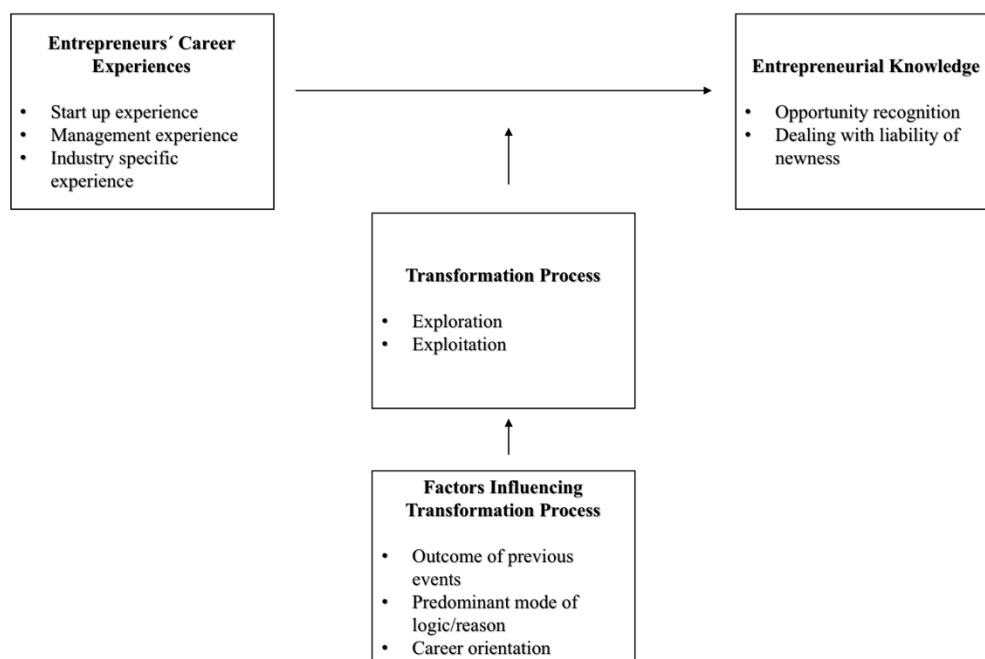 Entrepreneurs´ Career
Experiences
• Start up experience
• Management experience
• Industry specific
experience
Entrepreneurial Knowledge
• Opportunity recognition
• Dealing with liability of
newness
Transformation Process
• Exploration
• Exploitation
Factors Influencing
Transformation Process
• Outcome of previous
events
• Predominant mode of
logic/reason
• Career orientation